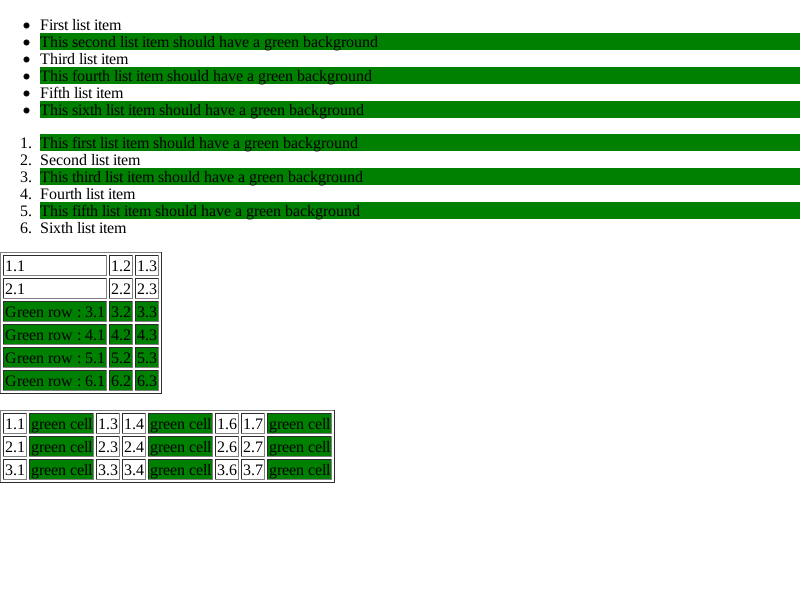 • First list item
• This second list item should have a green background
• Third list item
• This fourth list item should have a green background
• Fifth list item
• This sixth list item should have a green background
1. This first list item should have a green background
2. Second list item
3. This third list item should have a green background
4. Fourth list item
5. This fifth list item should have a green background
6. Sixth list item
1.1 1.2 1.3
2.1 2.2 2.3
Green row : 3.1 3.2 3.3
Green row : 4.1 4.2 4.3
Green row : 5.1 5.2 5.3
Green row : 6.1 6.2 6.3
1.1 green cell 1.3 1.4 green cell 1.6 1.7 green cell
2.1 green cell 2.3 2.4 green cell 2.6 2.7 green cell
3.1 green cell 3.3 3.4 green cell 3.6 3.7 green cell